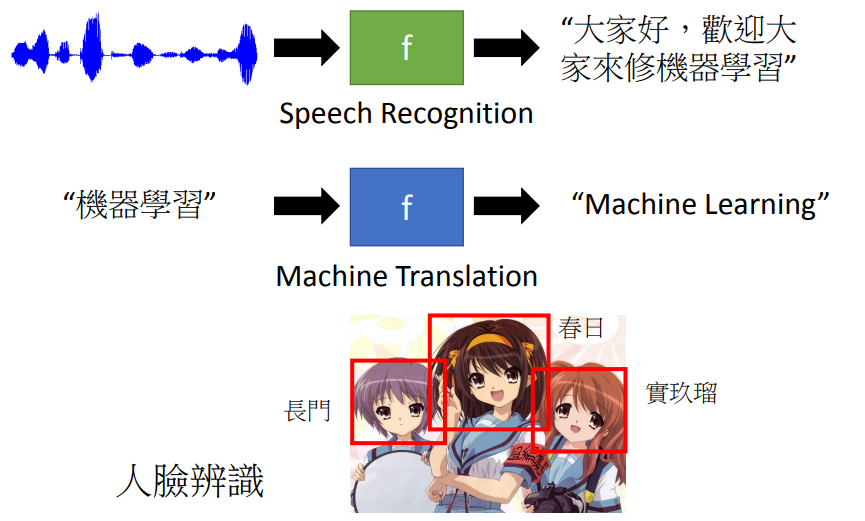 f
“大家好，歡迎大
家來修機器學習”
Speech Recognition
“機器學習”
f
“Machine Learning”
Machine Translation
春日
實玖瑠
長門
人臉辨識